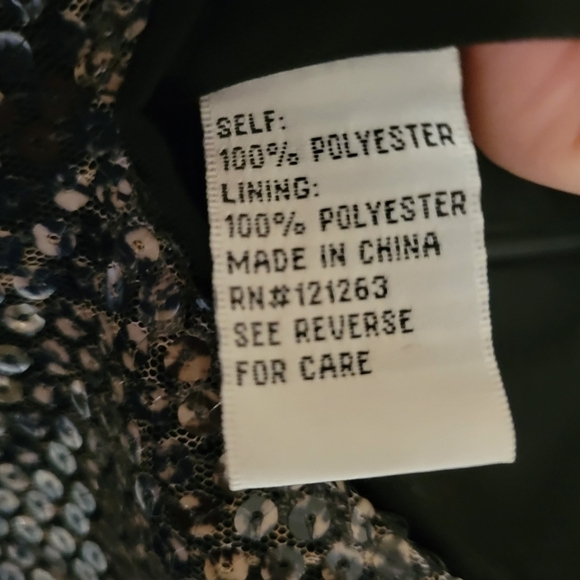 SELF:
100% POLYESTER
LINING:
100% POLYESTER
MADE IN CHINA
RN#121263
SEE REVERSE
FOR CARE